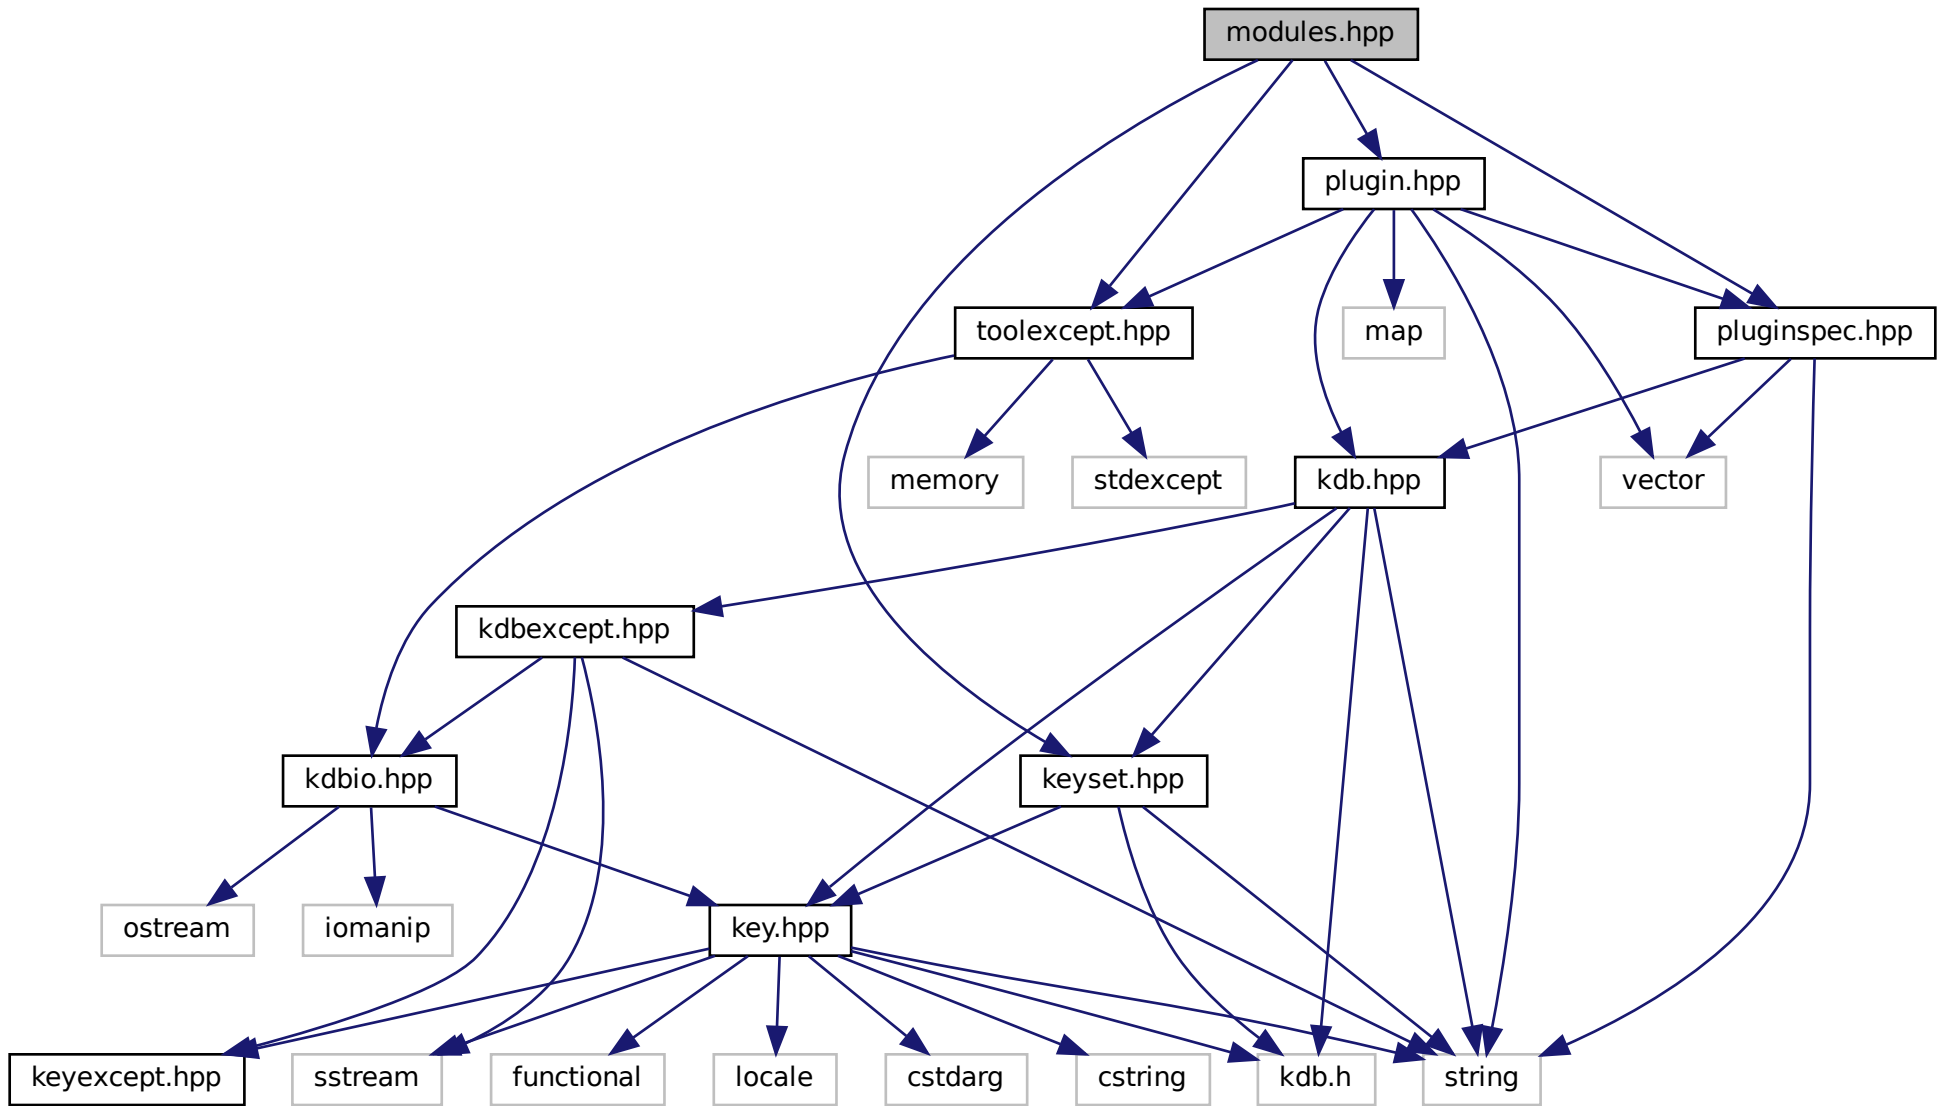 modules.hpp
plugin.hpp
toolexcept.hpp
map
pluginspec.hpp
memory
stdexcept
kdb.hpp
vector
kdbexcept.hpp
kdbio.hpp
keyset.hpp
ostream
iomanip
key.hpp
keyexcept.hpp
sstream
functional
locale
cstdarg
cstring
kdb.h
string